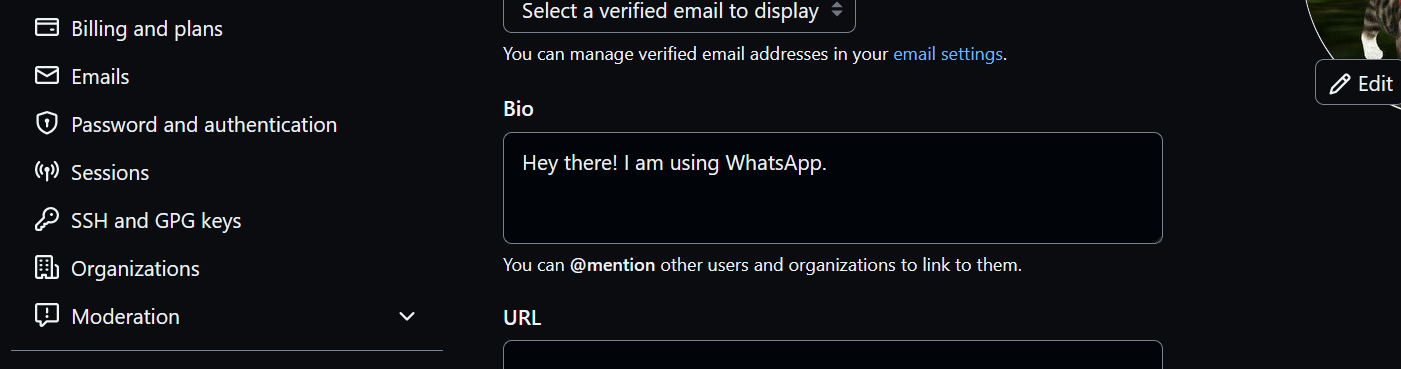 Billing and plans
Emails
Password and authentication
Sessions
SSH and GPG keys
Organizations
Moderation
Select a verified email to display
You can manage verified email addresses in your email settings.
Bio
Hey there! I am using WhatsApp.
You can @mention other users and organizations to link to them.
URL
Edit